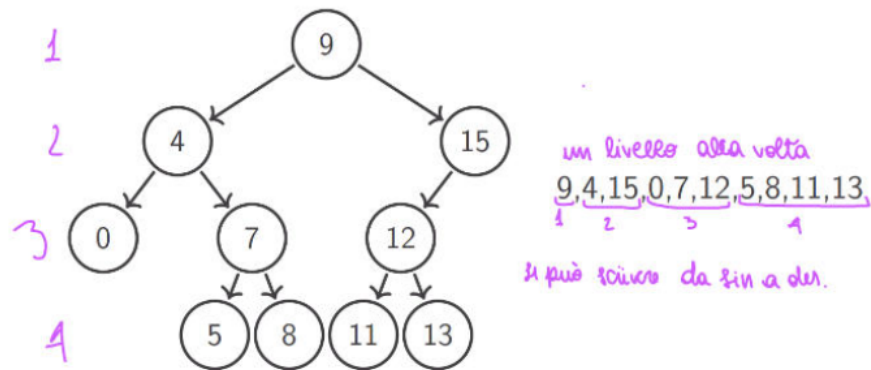 1
9
2
4 15
un livello alla volta
9,4,15,0,7,12,5,8,11,13,
1 2 3 4
3
0 7 12
si può scrivere da sin a des.
4
5 8 11 13